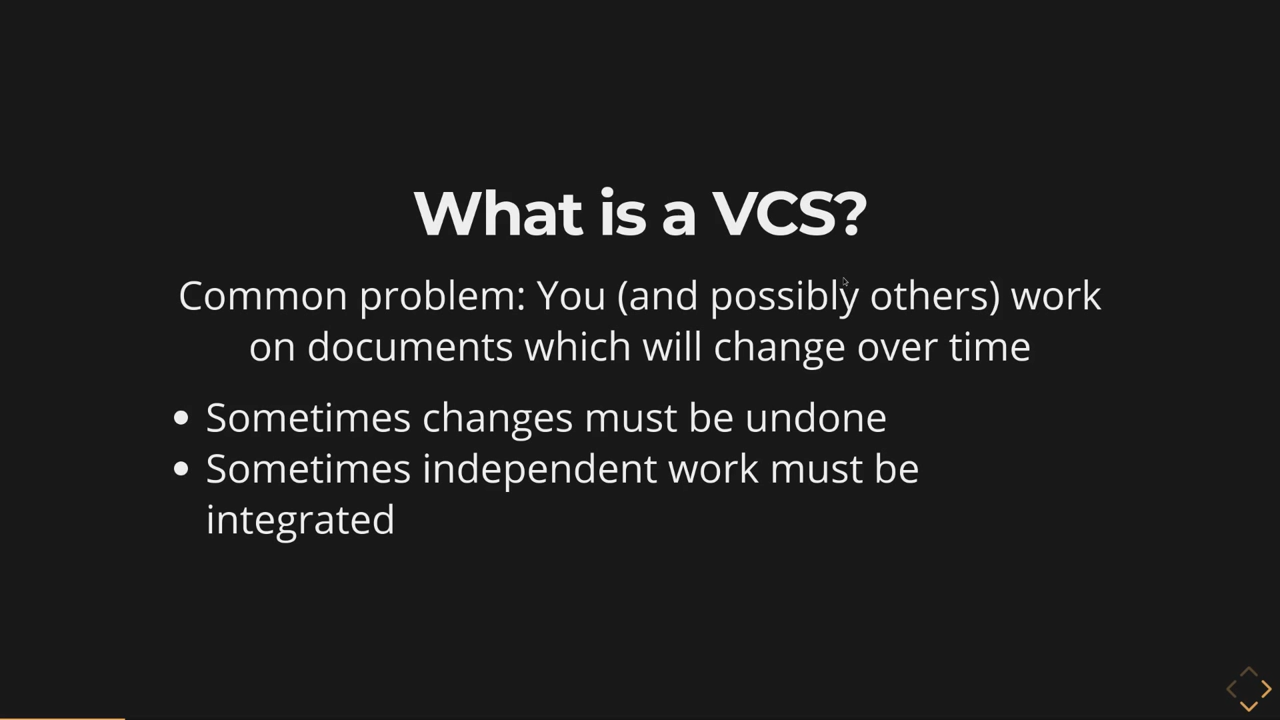 What is a VCS?
Common problem: You (and possibly others) work
on documents which will change over time
Sometimes changes must be undone
Sometimes independent work must be
integrated